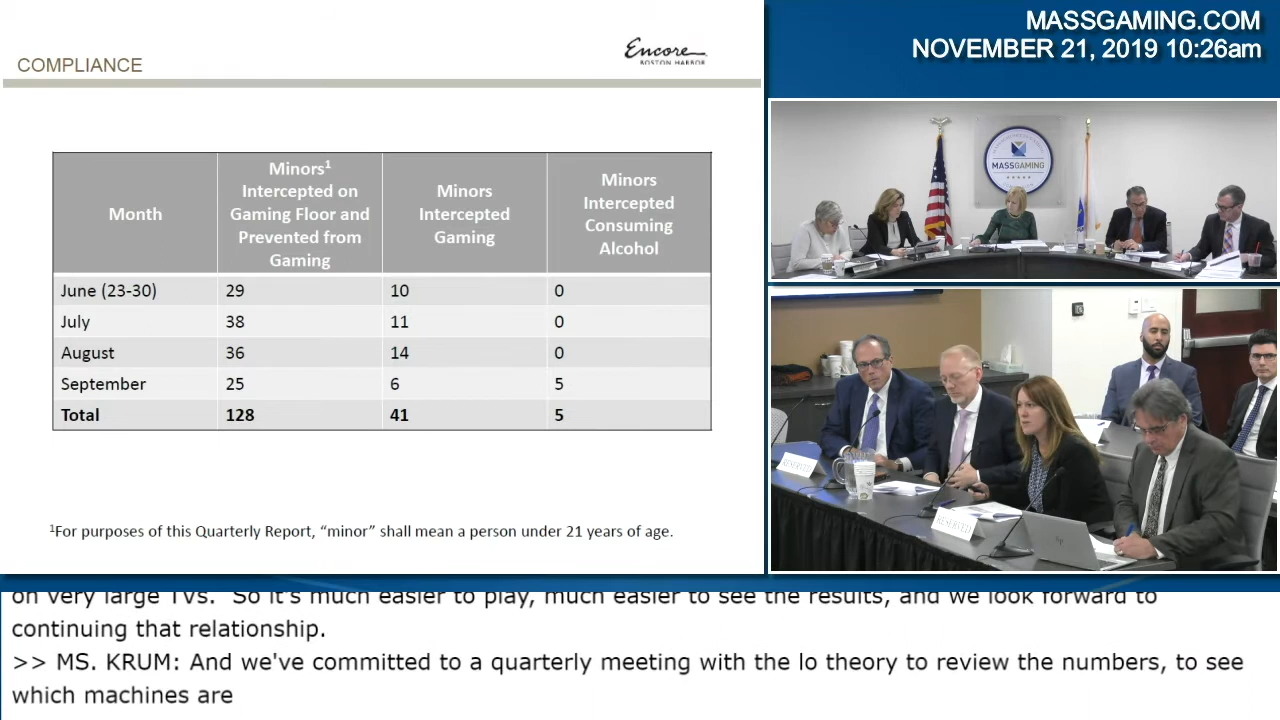 COMPLIANCE
Encore
BOSTON HARBOR
Month
Minors1
Intercepted on
Gaming Floor and
Prevented from
Gaming
Minors
Intercepted
Gaming
Minors
Intercepted
Consuming
Alcohol
June (23-30) 29 10 0
July 38 11 0
August 36 14 0
September 25 6 5
Total 128 41 5
1For purposes of this Quarterly Report, “minor” shall mean a person under 21 years of age.
MASSGAMING.COM
NOVEMBER 21, 2019 10:26am
MASSGAMING
RESERVED
RESERVED
on very large TVs. So it's much easier to play, much easier to see the results, and we look forward to
continuing that relationship.
>> MS. KRUM: And we've committed to a quarterly meeting with the lo theory to review the numbers, to see
which machines are